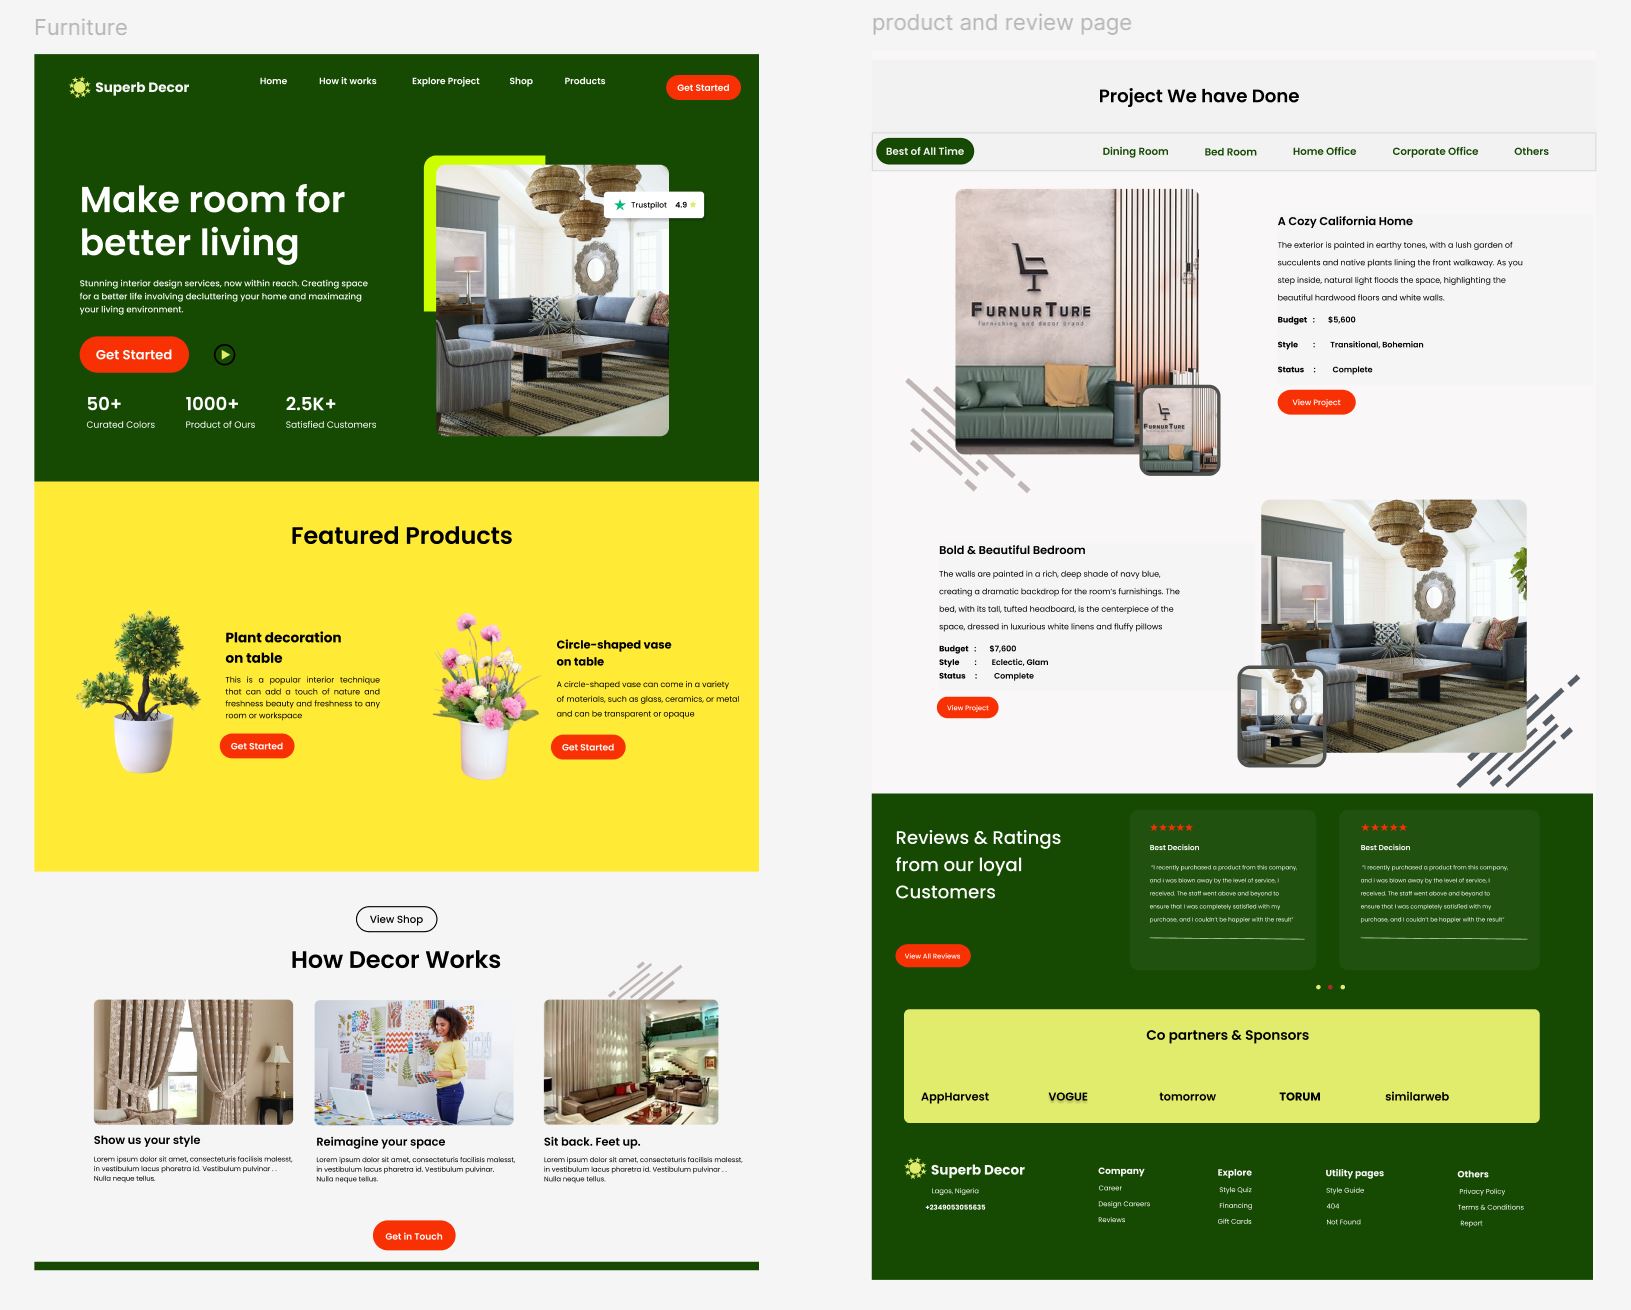 Furniture
Superb Decor
Home
How it works
Explore Project
Shop
Products
Get Started
Make room for
better living
Trustpilot 4.9
Stunning interior design services, now within reach. Creating space
for a better life involving decluttering your home and maximazing
your living environment.
Get Started
50+
Curated Colors
1000+
Product of Ours
2.5K+
Satisfied Customers
Featured Products
Plant decoration
on table
This is a popular interior technique
that can add a touch of nature and
freshness beauty and freshness to any
room or workspace
Get Started
Circle-shaped vase
on table
A circle-shaped vase can come in a variety
of materials, such as glass, ceramics, or metal
and can be transparent or opaque
Get Started
View Shop
How Decor Works
Show us your style
Lorem ipsum dolor sit amet, consecteturis facilisis malesst,
in vestibulum lacus pharetra id. Vestibulum pulvinar . .
Nulla neque tellus.
Reimagine your space
Lorem ipsum dolor sit amet, consecteturis facilisis malesst,
in vestibulum lacus pharetra id. Vestibulum pulvinar.
Nulla neque tellus.
Sit back. Feet up.
Lorem ipsum dolor sit amet, consecteturis facilisis malesst,
in vestibulum lacus pharetra id. Vestibulum pulvinar . .
Nulla neque tellus.
Get in Touch
product and review page
Project We have Done
Best of All Time
Dining Room
Bed Room
Home Office
Corporate Office
Others
FURNURTURE
furnishing and decor brand
FURNURTURE
A Cozy California Home
The exterior is painted in earthy tones, with a lush garden of
succulents and native plants lining the front walkaway. As you
step inside, natural light floods the space, highlighting the
beautiful hardwood floors and white walls.
Budget : $5,600
Style : Transitional, Bohemian
Status : Complete
View Project
Bold & Beautiful Bedroom
The walls are painted in a rich, deep shade of navy blue,
creating a dramatic backdrop for the room's furnishings. The
bed, with its tall, tufted headboard, is the centerpiece of the
space, dressed in luxurious white linens and fluffy pillows
Budget : $7,600
Style : Eclectic, Glam
Status : Complete
View Project
Reviews & Ratings
from our loyal
Customers
View All Reviews
Best Decision
"I recently purchased a product from this company,
and i was blown away by the level of service, I
received. The staff went above and beyond to
ensure that I was completely satisfied with my
purchase, and I couldn't be happier with the result"
Best Decision
"I recently purchased a product from this company,
and i was blown away by the level of service, I
received. The staff went above and beyond to
ensure that I was completely satisfied with my
purchase, and I couldn't be happier with the result"
Co partners & Sponsors
AppHarvest
VOGUE
tomorrow
TORUM
similarweb
Superb Decor
Lagos, Nigeria
+2349053055635
Company
Career
Design Careers
Reviews
Explore
Style Quiz
Financing
Gift Cards
Utility pages
Style Guide
404
Not Found
Others
Privacy Policy
Terms & Conditions
Report